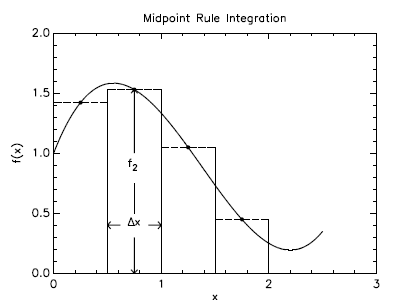 Midpoint Rule Integration
2.0
1.5
1.0
0.5
0.0
f(x)
f2
Δx
0
1
2
3
x